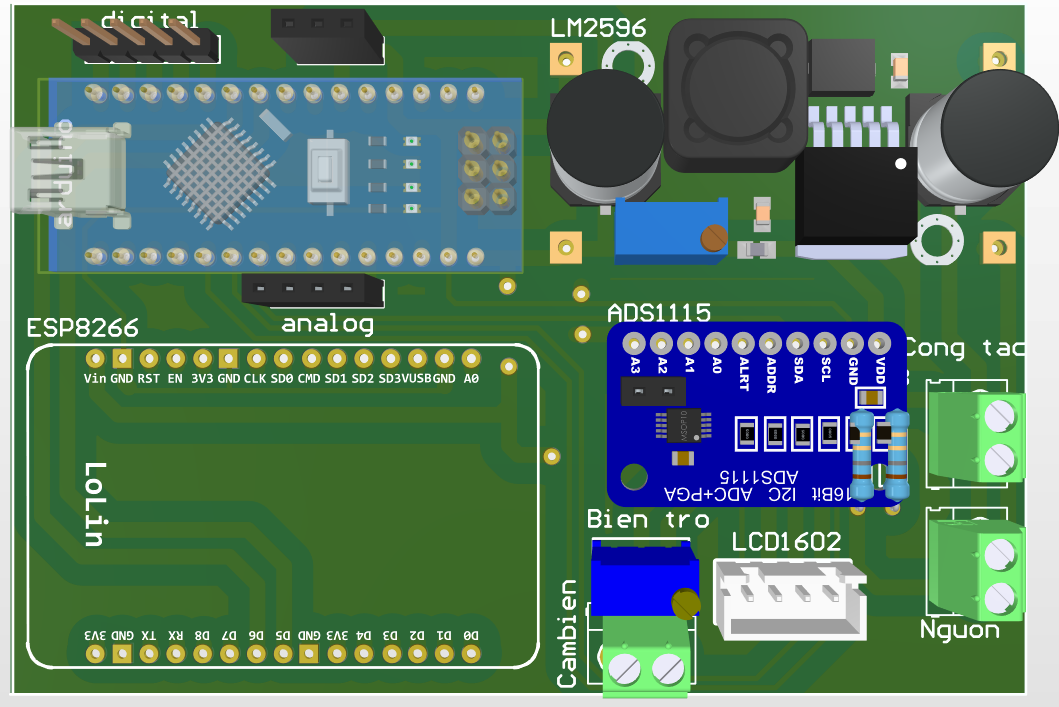 digital
LM2596
arduino
analog
ESP8266
ADS1115
Cong tac
Vin GND RST EN 3V3 GND CLK SD0 CMD SD1 SD2 SD3 VUSB GND A0
A3 A2 A1 A0 ALRT ADDR SDA SCL GND VDD
MSOP10
LoLin
ADS1115
16Bit I2C ADC+PGA
Bien tro
LCD1602
Nguon
Cambien
3V3 GND TX RX D8 D7 D6 D5 GND 3V3 D4 D3 D2 D1 D0